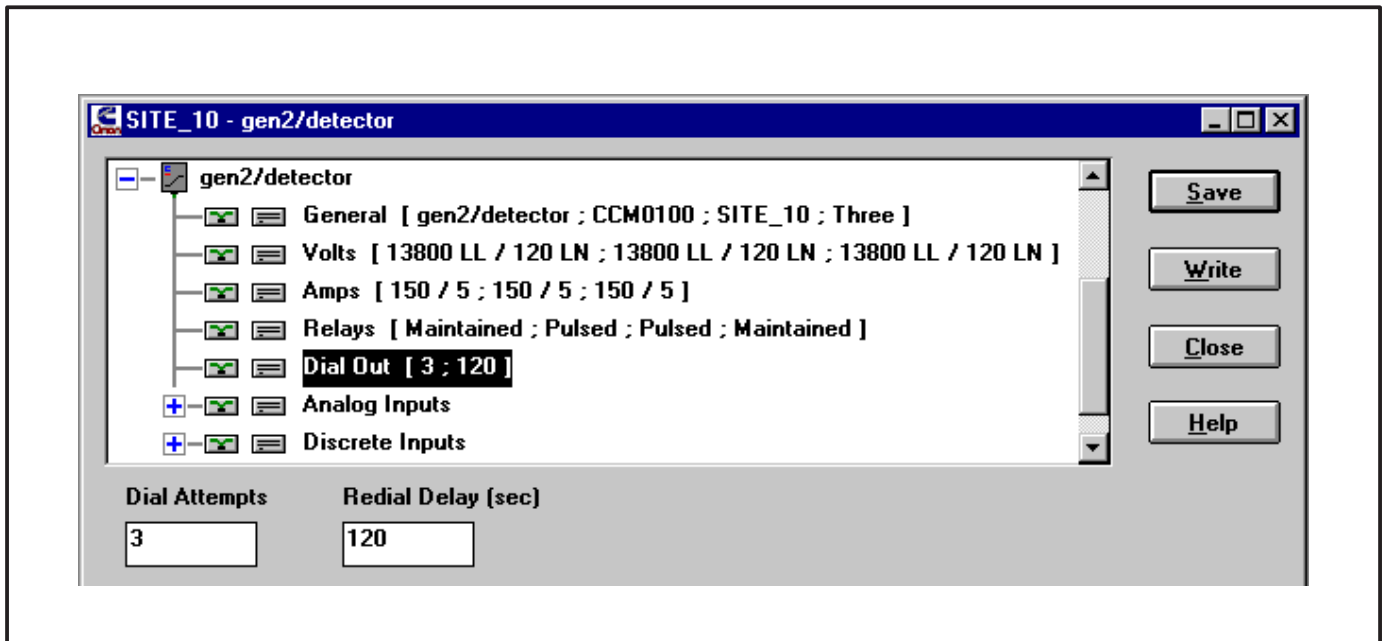 SITE_10 - gen2/detector
gen2/detector
General [ gen2/detector ; CCM0100 ; SITE_10 ; Three ]
Volts [ 13800 LL / 120 LN ; 13800 LL / 120 LN ; 13800 LL / 120 LN ]
Amps [ 150 / 5 ; 150 / 5 ; 150 / 5 ]
Relays [ Maintained ; Pulsed ; Pulsed ; Maintained ]
Dial Out [ 3 ; 120 ]
Analog Inputs
Discrete Inputs
Save
Write
Close
Help
Dial Attempts
3
Redial Delay (sec)
120